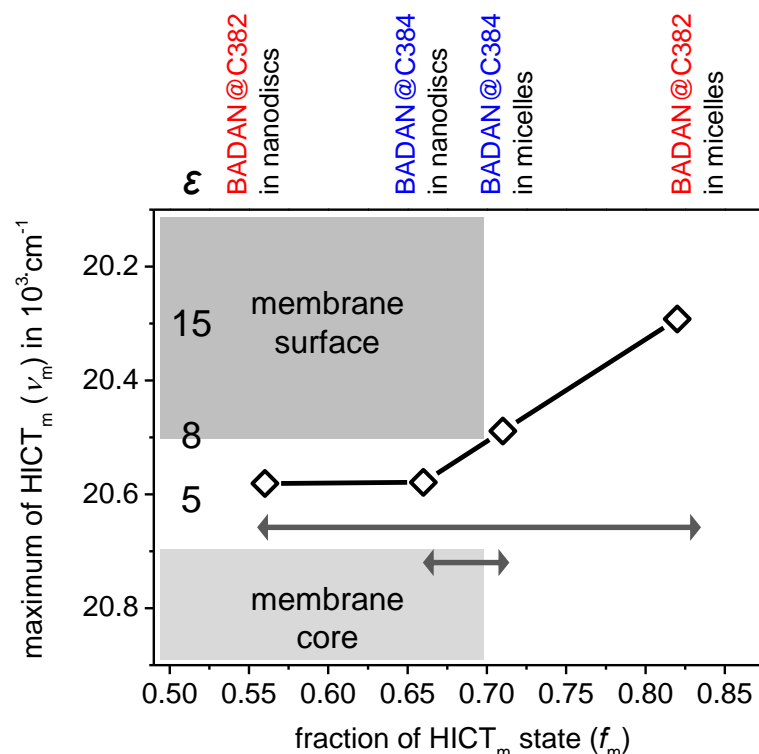 BADAN@C382
in nanodiscs
BADAN@C384
in nanodiscs
BADAN@C384
in micelles
BADAN@C382
in micelles
ε
maximum of HICTm (νm) in 10³·cm⁻¹
20.2
20.4
20.6
20.8
15
8
5
membrane
surface
membrane
core
0.50 0.55 0.60 0.65 0.70 0.75 0.80 0.85
fraction of HICTm state (fm)